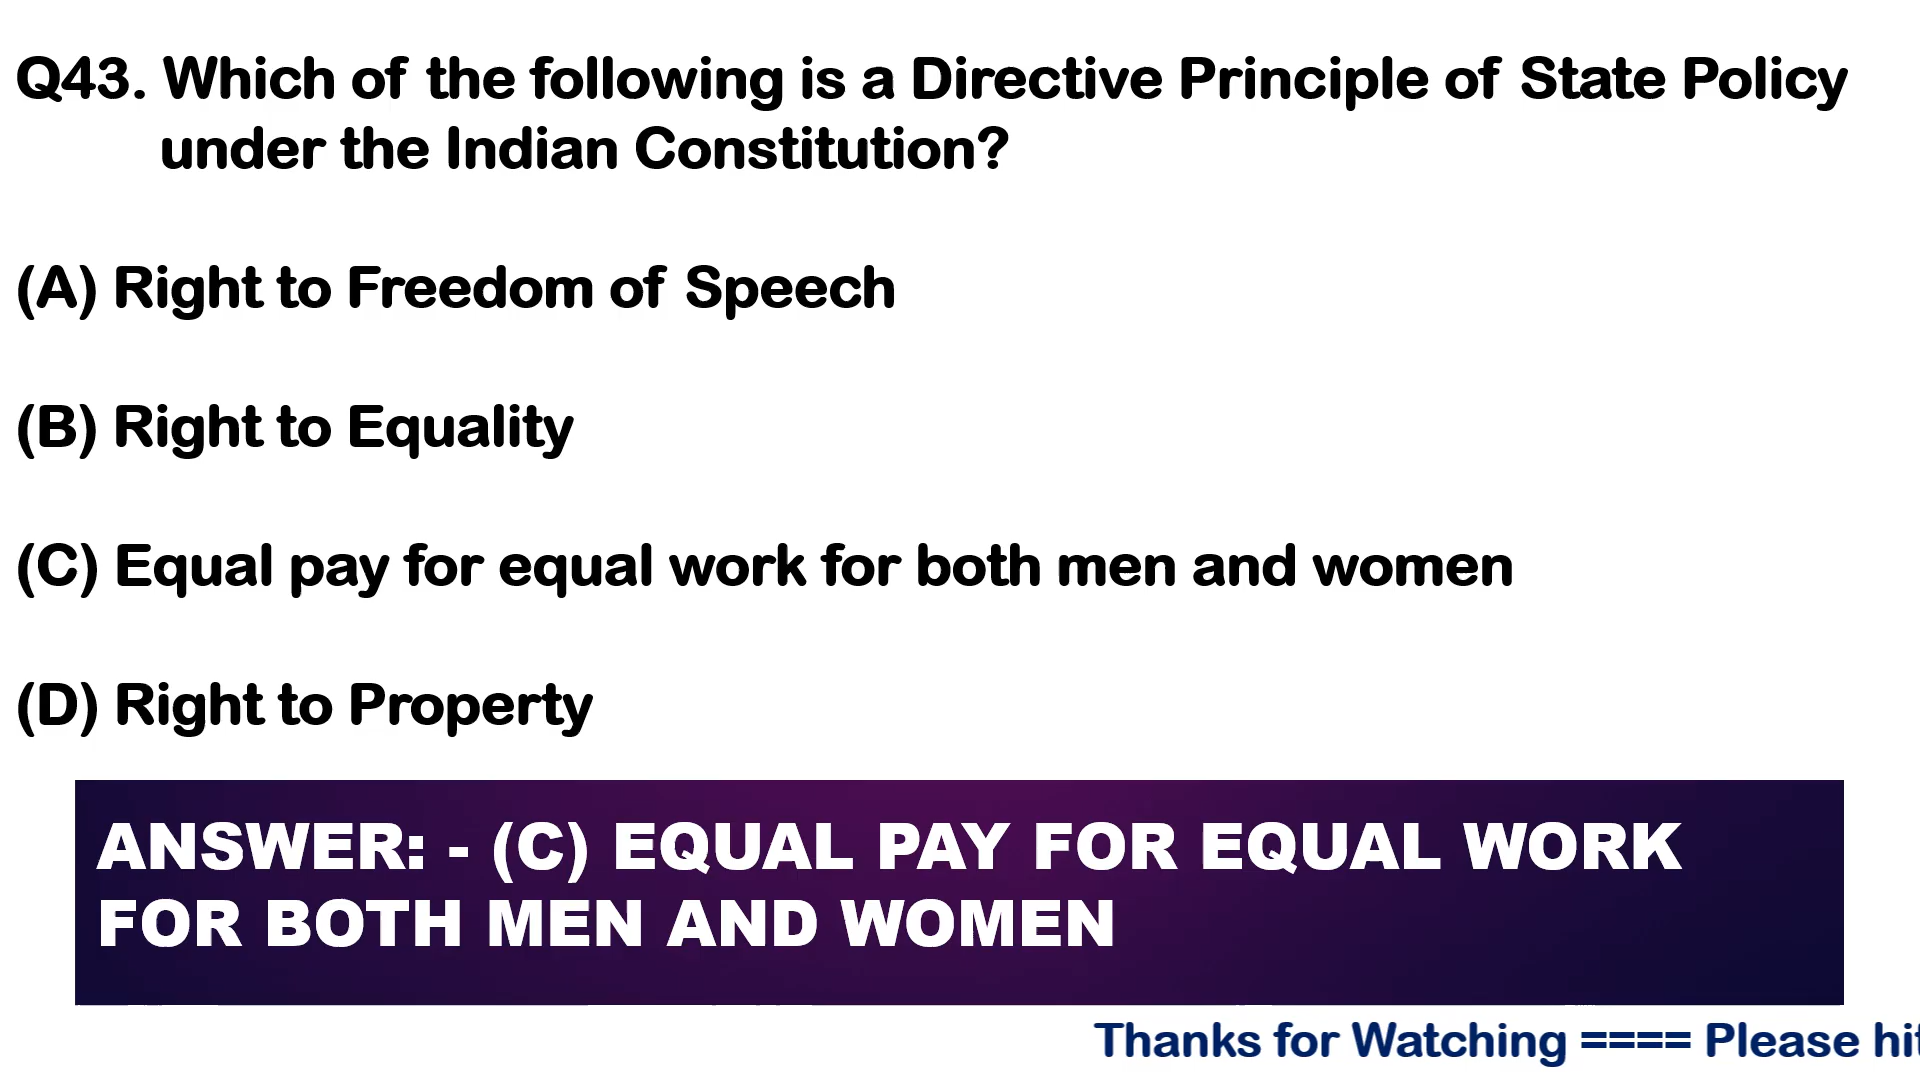 Q43. Which of the following is a Directive Principle of State Policy
under the Indian Constitution?
(A) Right to Freedom of Speech
(B) Right to Equality
(C) Equal pay for equal work for both men and women
(D) Right to Property
ANSWER: - (C) EQUAL PAY FOR EQUAL WORK
FOR BOTH MEN AND WOMEN
Thanks for Watching ==== Please hit